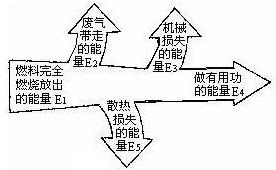 燃料完全
燃烧放出
的能量E1
废气
带走
的能
量E2
机械
损失
的能
量E3
做有用功
的能量E4
散热
损失
的能
量E5